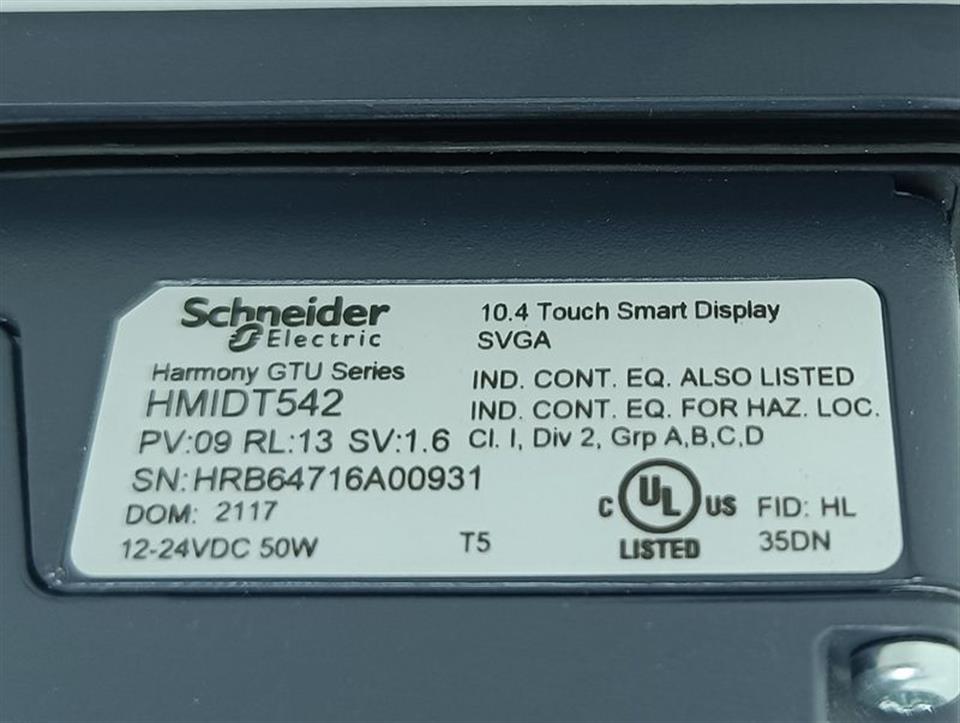 Schneider
Electric
Harmony GTU Series
HMIDT542
PV:09 RL:13 SV:1.6
SN:HRB64716A00931
DOM: 2117
12-24VDC 50W
T5
10.4 Touch Smart Display
SVGA
IND. CONT. EQ. ALSO LISTED
IND. CONT. EQ. FOR HAZ. LOC.
Cl. I, Div 2, Grp A,B,C,D
C UL US
LISTED
FID: HL
35DN